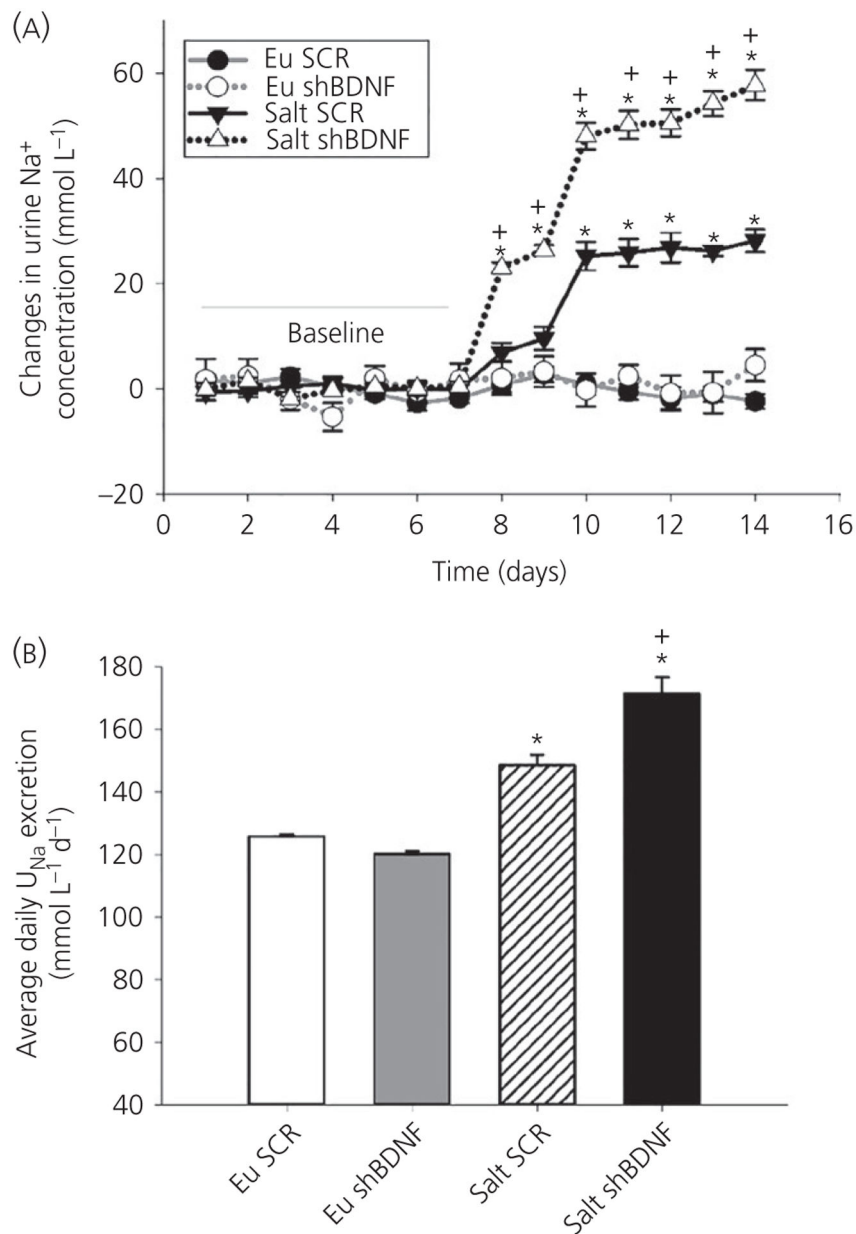 (A)
Eu SCR
Eu shBDNF
Salt SCR
Salt shBDNF
Changes in urine Na⁺
concentration (mmol L⁻¹)
60
40
20
0
−20
Baseline
+ + + + + + +
* * * * * * *
* * * * *
0 2 4 6 8 10 12 14 16
Time (days)
(B)
Average daily U_Na excretion
(mmol L⁻¹ d⁻¹)
180
160
140
120
100
80
60
40
*
+
*
Eu SCR
Eu shBDNF
Salt SCR
Salt shBDNF